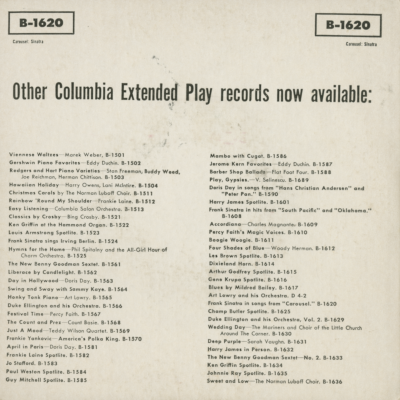 B-1620
Carousel Sinatra
B-1620
Carousel Sinatra
Other Columbia Extended Play records now available:
Viennese Waltzes—Marek Weber, B-1501
Gershwin Piano Favorites—Eddy Duchin, B-1502
Rodgers and Hart Piano Varieties—Stan Freeman, Buddy Weed,
Joe Reichman, Herman Chittison, B-1503
Hawaiian Holiday—Harry Owens, Lani McIntire, B-1504
Christmas Carols by The Norman Luboff Choir, B-1511
Rainbow 'Round My Shoulder—Frankie Laine, B-1512
Easy Listening—Columbia Salon Orchestra, B-1513
Classics by Crosby—Bing Crosby, B-1531
Ken Griffin at the Hammond Organ, B-1522
Louis Armstrong Spotlite, B-1523
Frank Sinatra sings Irving Berlin, B-1524
Hymns for the Home—Phil Spitalny and the All-Girl Hour of
Charm Orchestra, B-1525
The New Benny Goodman Sextet, B-1561
Liberace by Candlelight, B-1562
Day in Hollywood—Doris Day, B-1563
Swing and Sway with Sammy Kaye, B-1564
Honky Tonk Piano—Art Lowry, B-1565
Duke Ellington and his Orchestra, B-1566
Festival Time—Percy Faith, B-1567
The Count and Pres—Count Basie, B-1568
Just A Mood—Teddy Wilson Quartet, B-1569
Frankie Yankovic—America's Polka King, B-1570
April in Paris—Doris Day, B-1581
Frankie Laine Spotlite, B-1582
Jo Stafford, B-1583
Paul Weston Spotlite, B-1584
Guy Mitchell Spotlite, B-1585
Mambo with Cugat, B-1586
Jerome Kern Favorites—Eddy Duchin, B-1587
Barber Shop Ballads—Flat Foot Four, B-1588
Play, Gypsies—V. Selinescu, B-1689
Doris Day in songs from "Hans Christian Andersen" and
"Peter Pan," B-1590
Harry James Spotlite, B-1601
Frank Sinatra in hits from "South Pacific" and "Oklahoma,"
B-1608
Accordiana—Charles Magnante, B-1609
Percy Faith's Magic Voices, B-1610
Boogie Woogie, B-1611
Four Shades of Blue—Woody Herman, B-1612
Les Brown Spotlite, B-1613
Dixieland Horn, B-1614
Arthur Godfrey Spotlite, B-1615
Gene Krupa Spotlite, B-1616
Blues by Mildred Bailey, B-1617
Art Lowry and his Orchestra, D 4-2
Frank Sinatra in songs from "Carousel," B-1620
Champ Butler Spotlite, B-1625
Duke Ellington and his Orchestra, Vol. 2, B-1629
Wedding Day—The Mariners and Choir of the Little Church
Around The Corner, B-1630
Deep Purple—Sarah Vaughn, B-1631
Harry James in Person, B-1632
The New Benny Goodman Sextet—No. 2, B-1633
Ken Griffin Spotlite, B-1634
Johnnie Ray Spotlite, B-1635
Sweet and Low—The Norman Luboff Choir, B-1636